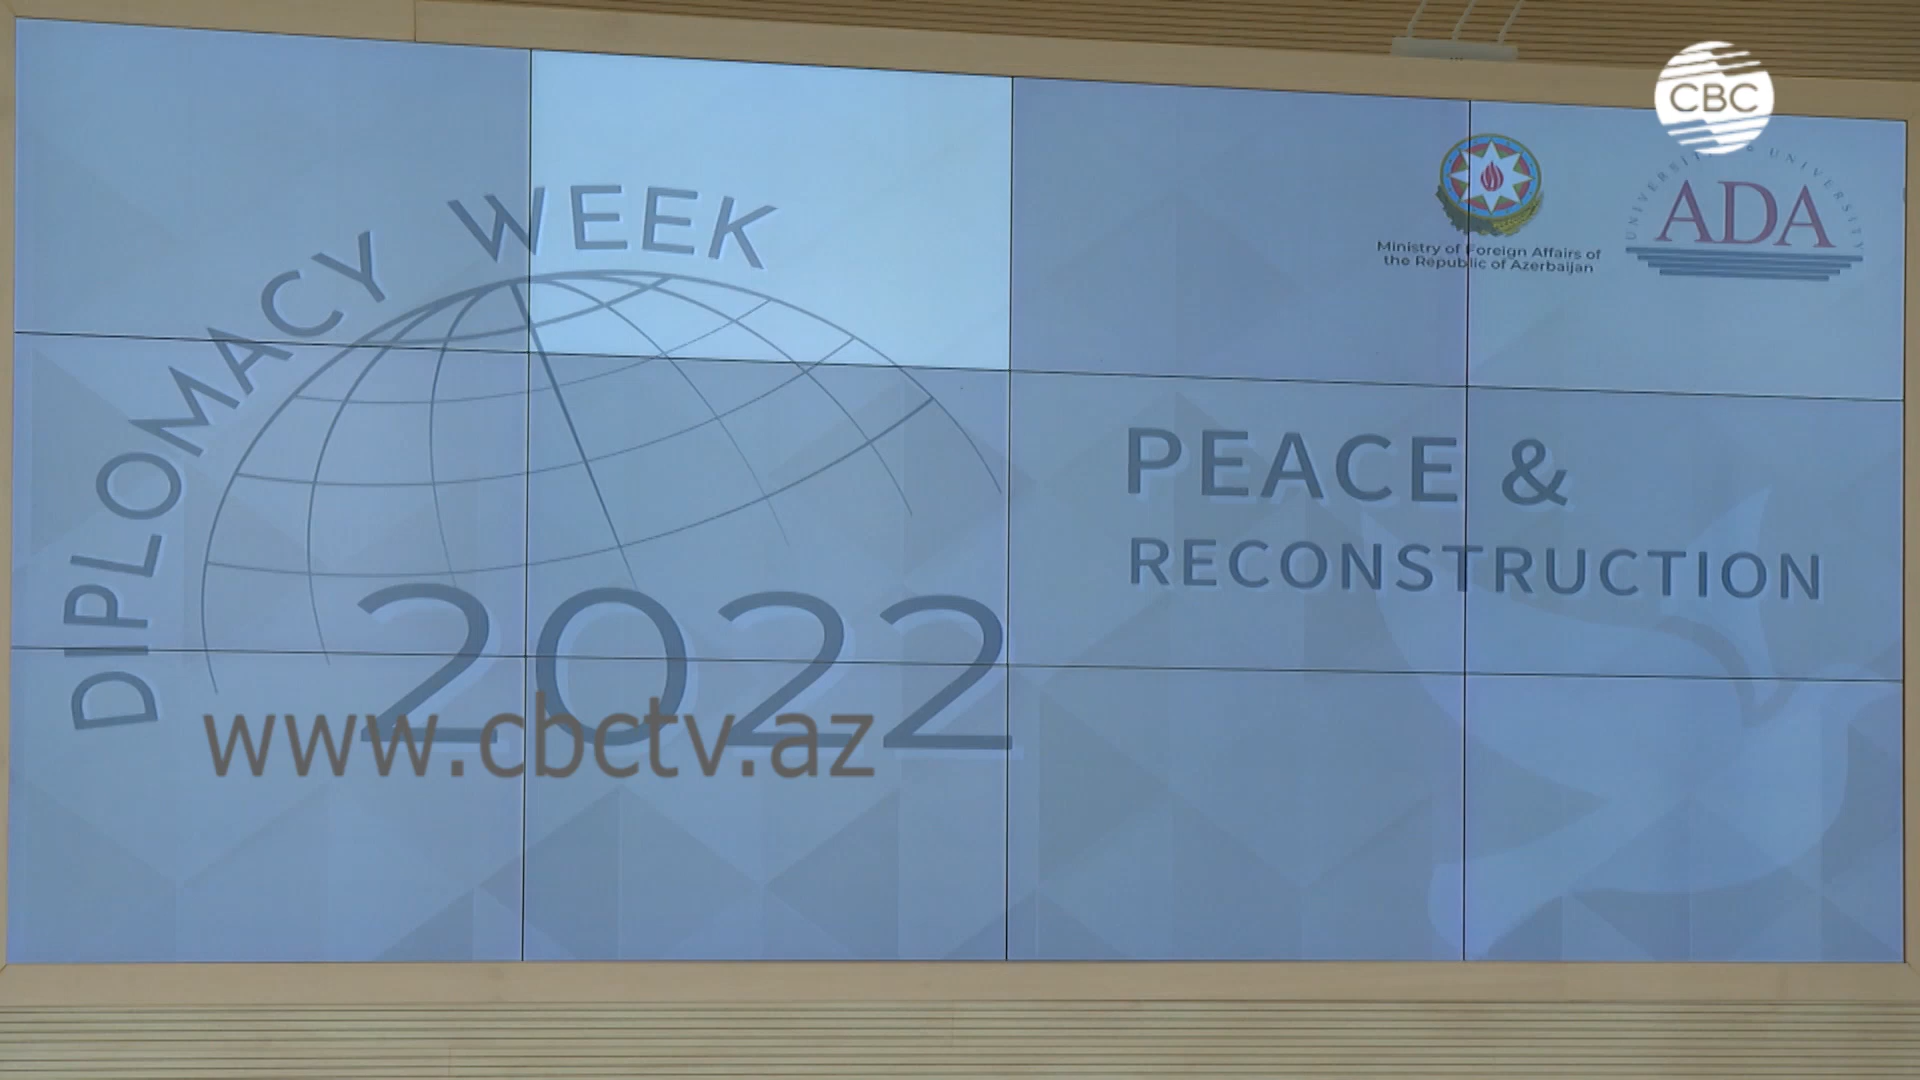 CBC
DIPLOMACY WEEK
2022
UNIVERSITAS UNIVERSITY
ADA
Ministry of Foreign Affairs of
the Republic of Azerbaijan
PEACE &
RECONSTRUCTION
www.cbctv.az